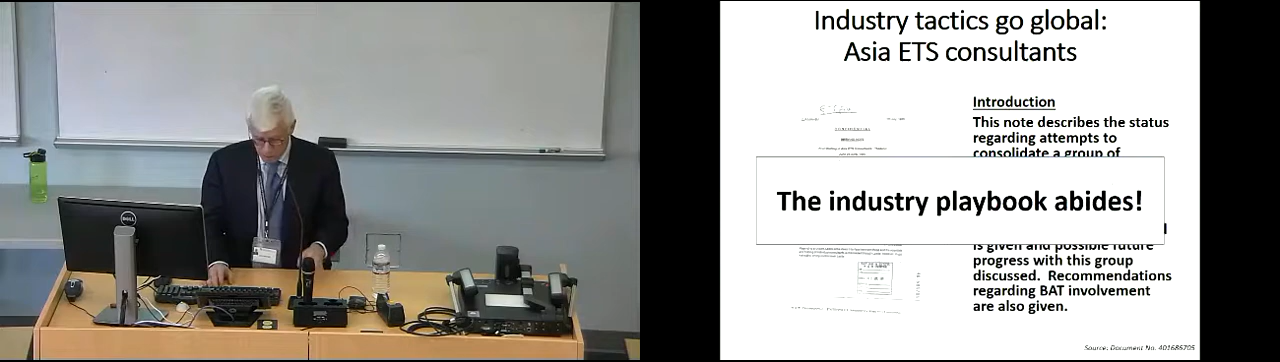 DELL
Industry tactics go global:
Asia ETS consultants
Introduction
This note describes the status
regarding attempts to
consolidate a group of
The industry playbook abides!
is given and possible future
progress with this group
discussed. Recommendations
regarding BAT involvement
are also given.
Source: Document No. 401686705